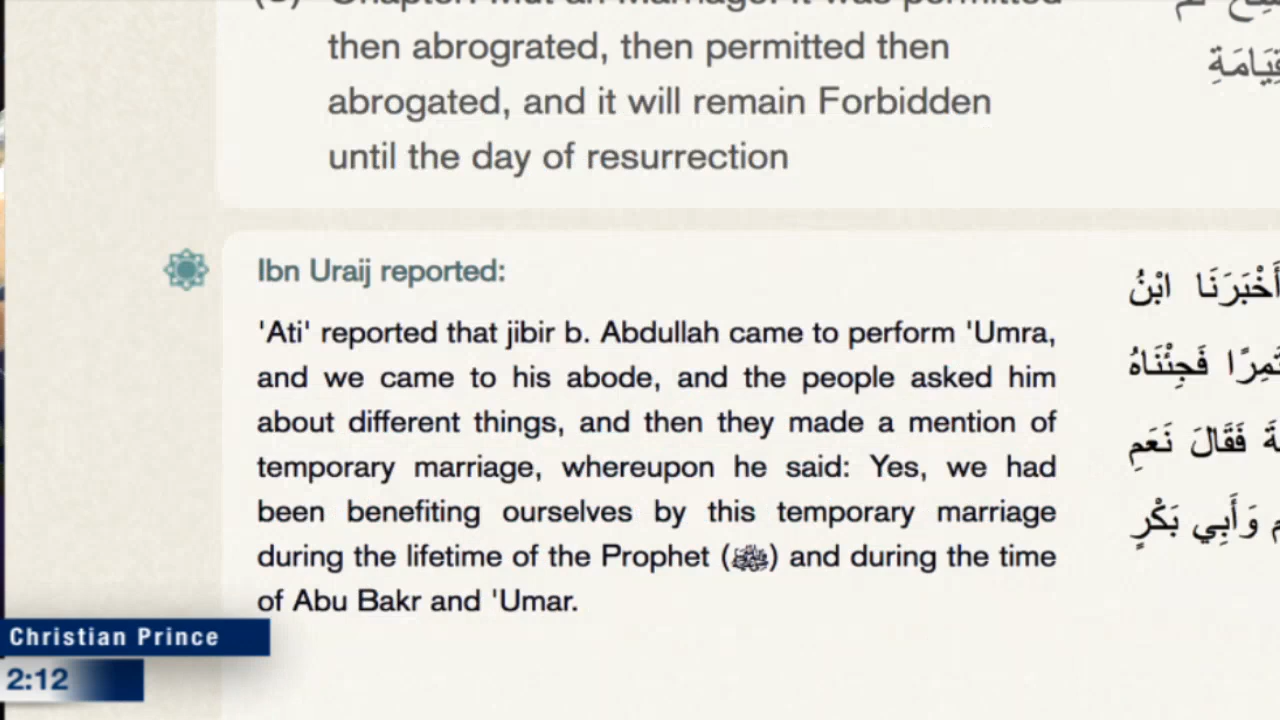 then abrograted, then permitted then
abrogated, and it will remain Forbidden
until the day of resurrection
قِيَامَةِ
Ibn Uraij reported:
'Ati' reported that jibir b. Abdullah came to perform 'Umra,
and we came to his abode, and the people asked him
about different things, and then they made a mention of
temporary marriage, whereupon he said: Yes, we had
been benefiting ourselves by this temporary marriage
during the lifetime of the Prophet (ﷺ) and during the time
of Abu Bakr and 'Umar.
أَخْبَرَنَا ابْنُ
فَجِئْنَاهُ
فَقَالَ نَعَمِ
وَأَبِي بَكْرٍ
Christian Prince
2:12